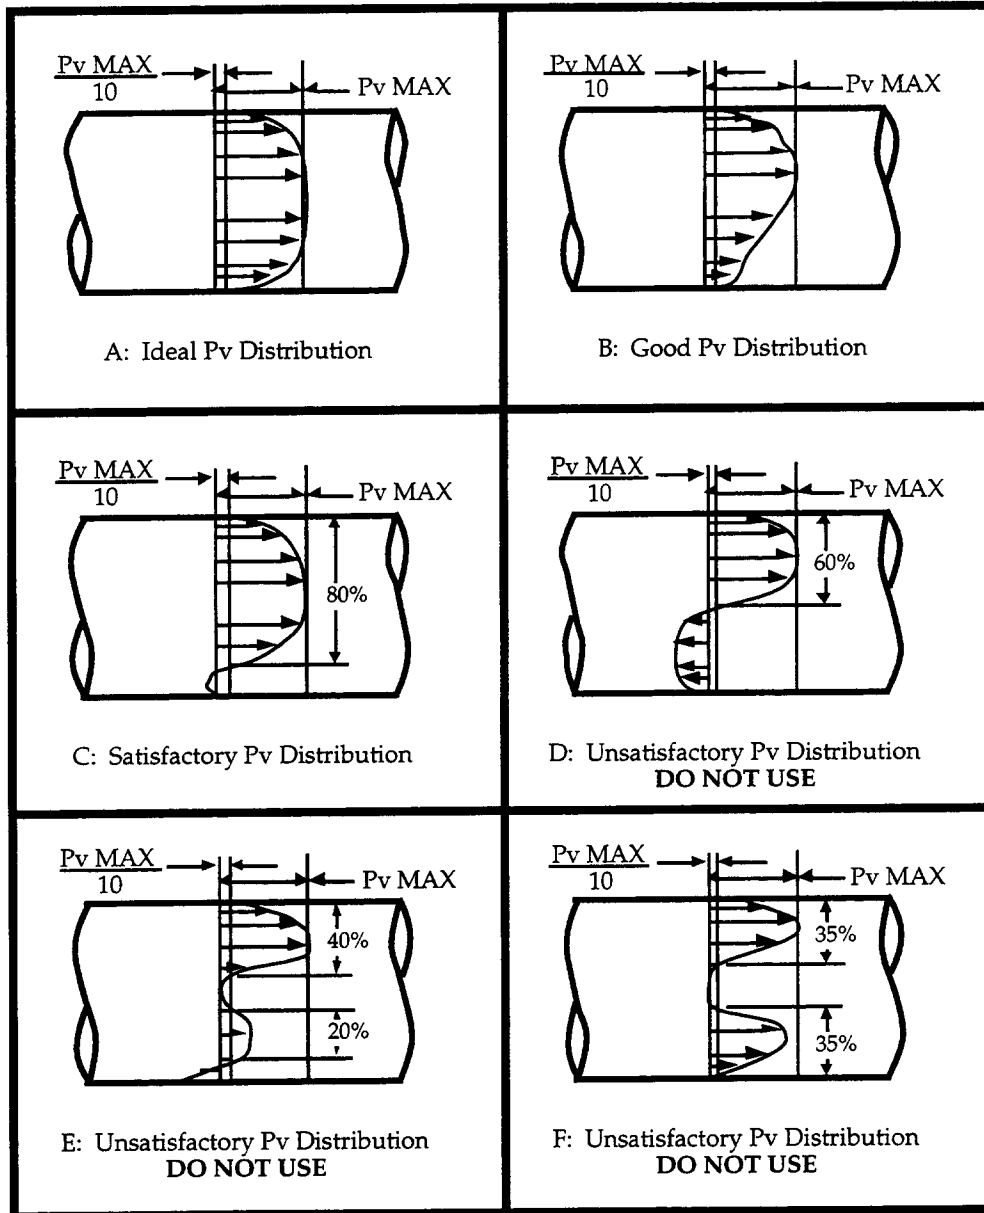 Pv MAX
10
Pv MAX
A: Ideal Pv Distribution
Pv MAX
10
Pv MAX
B: Good Pv Distribution
Pv MAX
10
Pv MAX
80%
C: Satisfactory Pv Distribution
Pv MAX
10
Pv MAX
60%
D: Unsatisfactory Pv Distribution
DO NOT USE
Pv MAX
10
Pv MAX
40%
20%
E: Unsatisfactory Pv Distribution
DO NOT USE
Pv MAX
10
Pv MAX
35%
35%
F: Unsatisfactory Pv Distribution
DO NOT USE